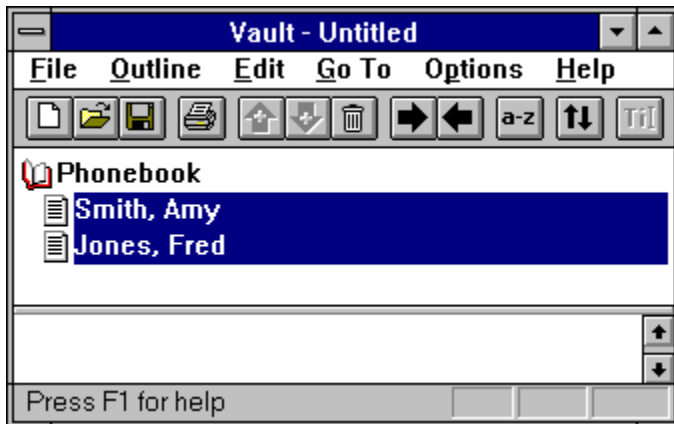 Vault - Untitled
File Outline Edit Go To Options Help
a-z
Phonebook
Smith, Amy
Jones, Fred
Press F1 for help